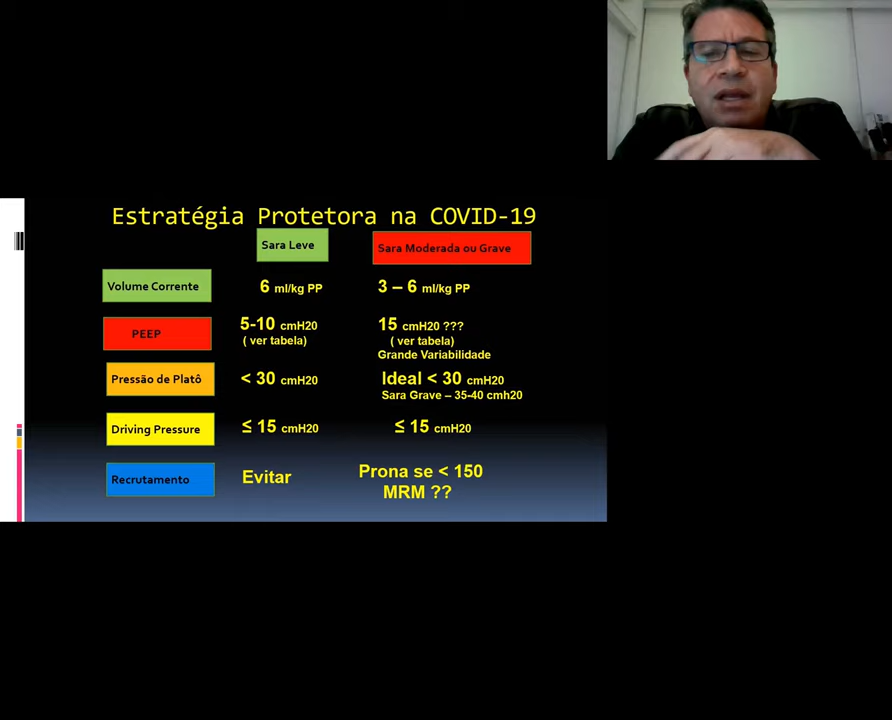 Estratégia Protetora na COVID-19
Sara Leve
Sara Moderada ou Grave
Volume Corrente
6 ml/kg PP
3 – 6 ml/kg PP
PEEP
5-10 cmH20
( ver tabela)
15 cmH20 ???
( ver tabela)
Grande Variabilidade
Pressão de Platô
< 30 cmH20
Ideal < 30 cmH20
Sara Grave – 35-40 cmh20
Driving Pressure
≤ 15 cmH20
≤ 15 cmH20
Recrutamento
Evitar
Prona se < 150
MRM ??